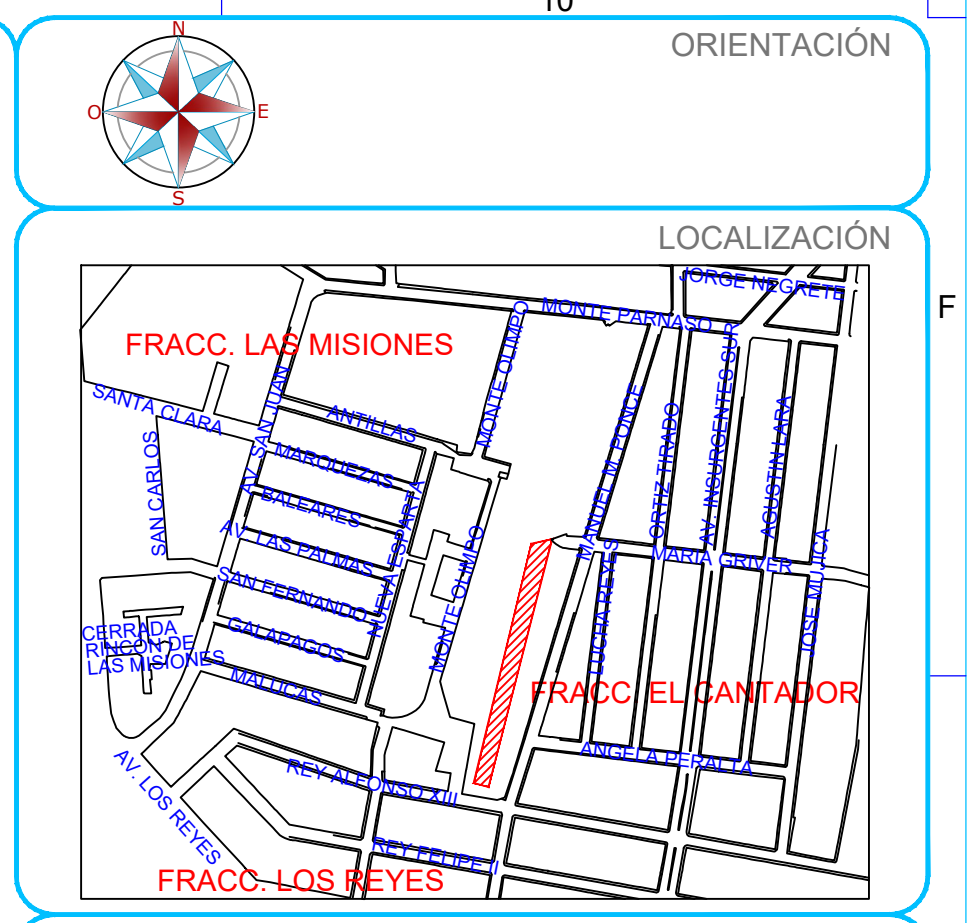 10
N
ORIENTACIÓN
O
E
S
LOCALIZACIÓN
F
JORGE NEGRETE
MONTE PARNASO
FRACC. LAS MISIONES
MONTE OLIMPO
AV. INSURGENTES SUR
SANTA CLARA
AV. SAN JUAN
ANTILLAS
MANUEL M. PONCE
ORTIZ TIRADO
AGUSTIN LARA
SAN CARLOS
MARQUEZAS
BALEARES
NUEVA ESPARTA
AV. LAS PALMAS
MONTE OLIMPO
MARIA GRIVER
JOSE MUJICA
SAN FERNANDO
LUCHA REYES
CERRADA
RINCON DE
LAS MISIONES
GALAPAGOS
MALUCAS
FRACC. EL CANTADOR
ANGELA PERALTA
AV. LOS REYES
REY ALFONSO XIII
REY FELIPE II
FRACC. LOS REYES